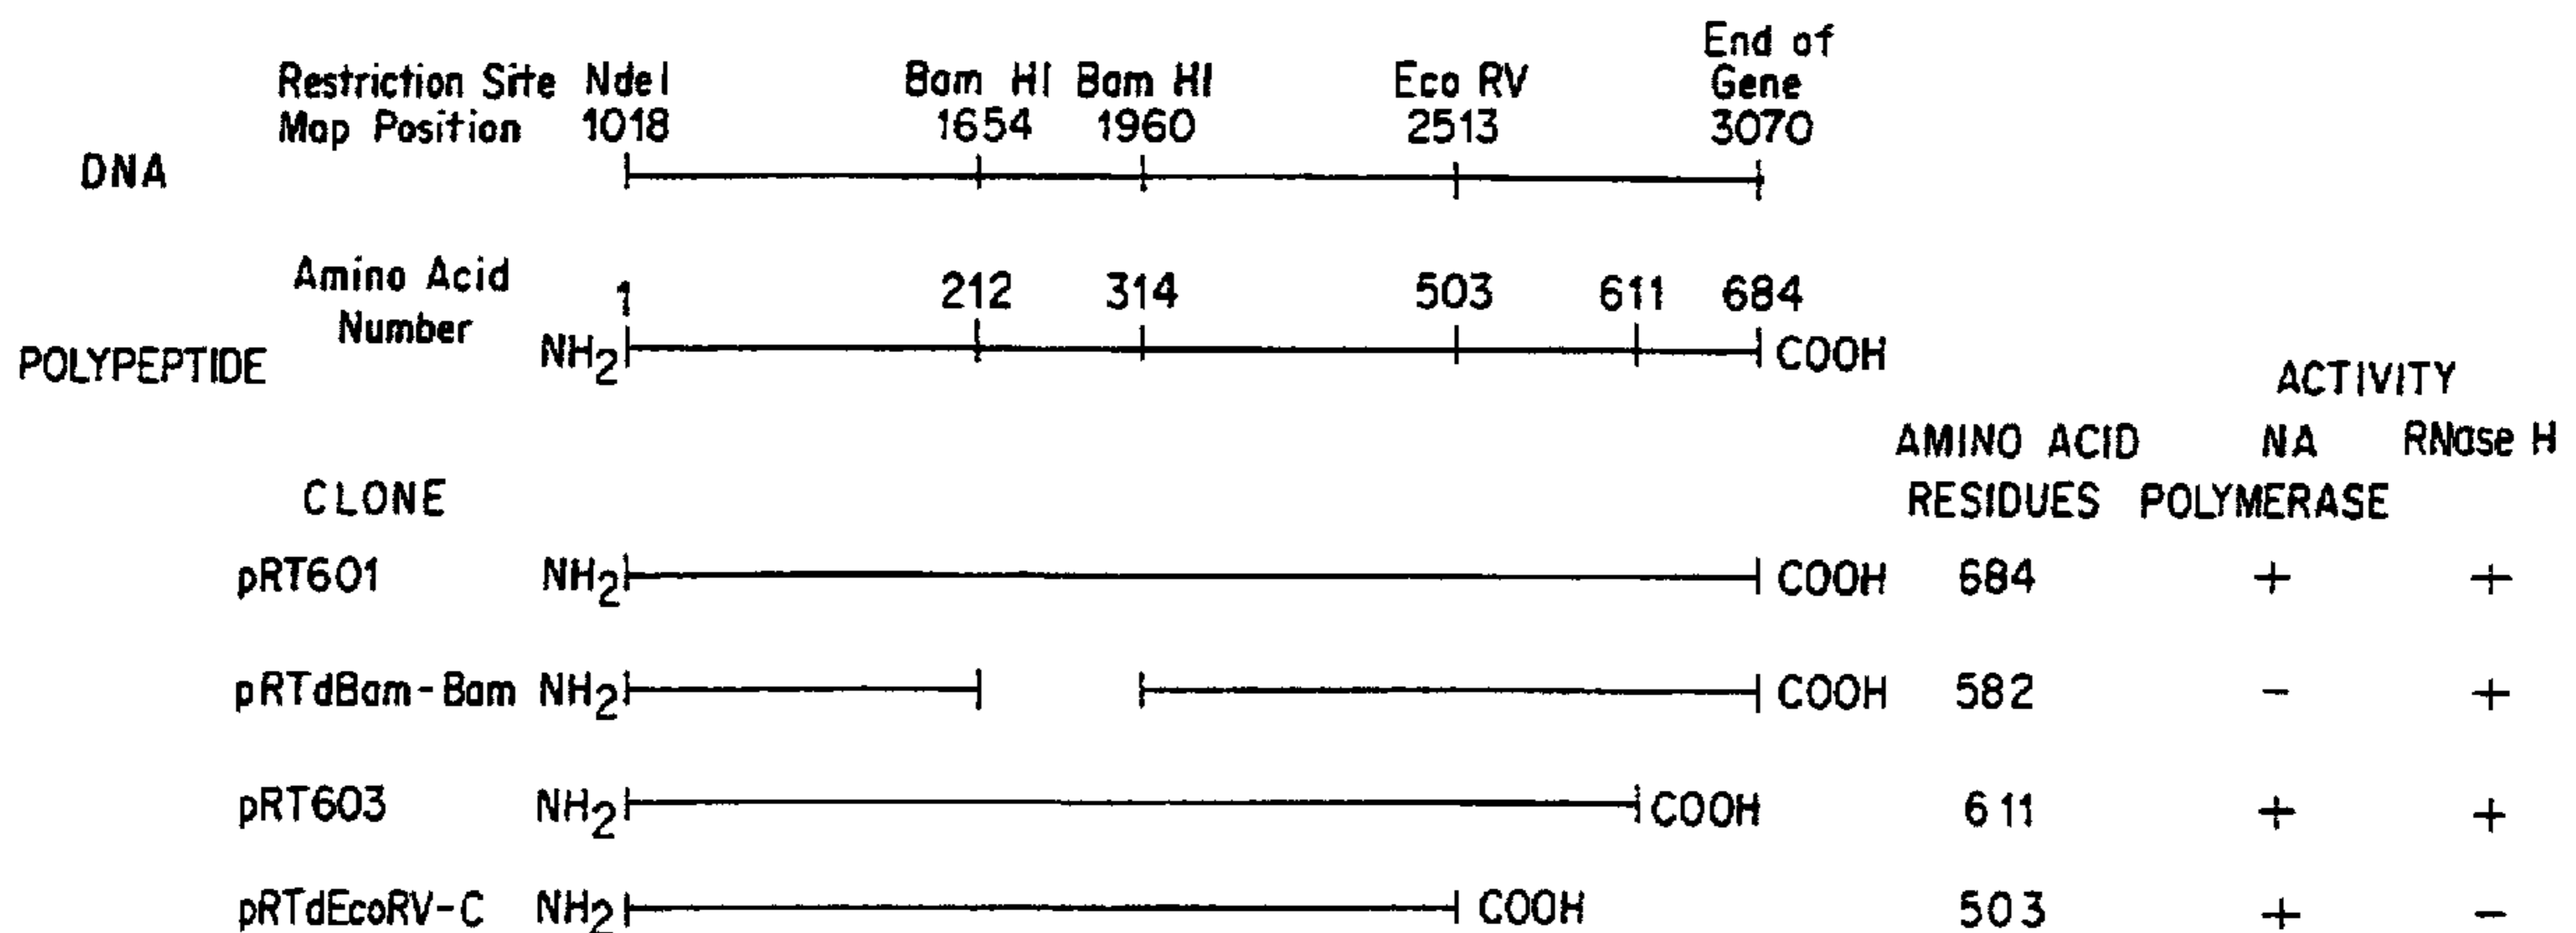 Restriction Site NdeI Bam HI Bam HI Eco RV End of Gene
Map Position 1018 1654 1960 2513 3070
DNA
Amino Acid Number 1 212 314 503 611 684
POLYPEPTIDE NH2 COOH
ACTIVITY
AMINO ACID RESIDUES NA POLYMERASE RNase H
CLONE
pRT601 NH2 COOH 684 + +
pRTdBam-Bam NH2 COOH 582 - +
pRT603 NH2 COOH 611 + +
pRTdEcoRV-C NH2 COOH 503 + -